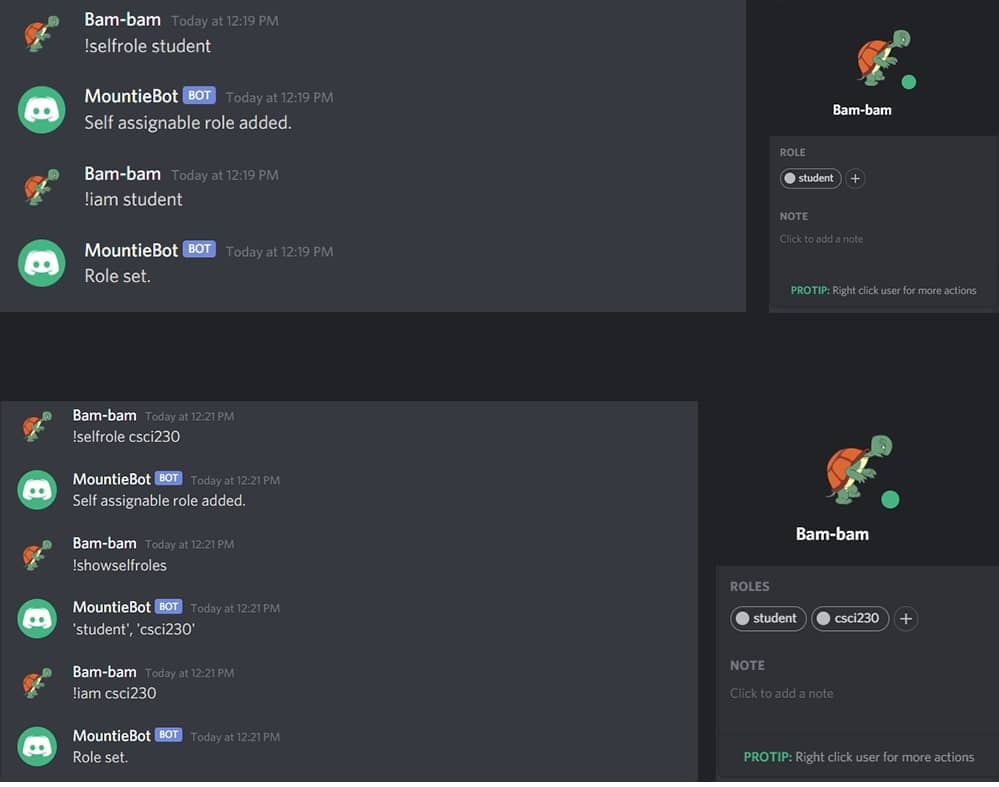 Bam-bam Today at 12:19 PM
!selfrole student
MountieBot BOT Today at 12:19 PM
Self assignable role added.
Bam-bam Today at 12:19 PM
!iam student
MountieBot BOT Today at 12:19 PM
Role set.
Bam-bam
ROLE
student +
NOTE
Click to add a note
PROTIP: Right click user for more actions
Bam-bam Today at 12:21 PM
!selfrole csci230
MountieBot BOT Today at 12:21 PM
Self assignable role added.
Bam-bam Today at 12:21 PM
!showselfroles
MountieBot BOT Today at 12:21 PM
'student', 'csci230'
Bam-bam Today at 12:21 PM
!iam csci230
MountieBot BOT Today at 12:21 PM
Role set.
Bam-bam
ROLES
student csci230 +
NOTE
Click to add a note
PROTIP: Right click user for more actions